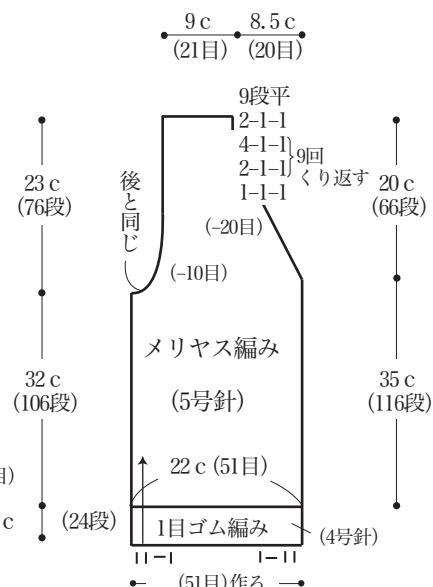 9 c 8.5 c
(21目) (20目)
9段平
2–1–1
4–1–1
2–1–1
9回
くり返す
1–1–1
(–20目)
23 c
(76段)
後と同じ
(–10目)
20 c
(66段)
メリヤス編み
(5号針)
32 c
(106段)
35 c
(116段)
22 c (51目)
目)
c
(24段)
1目ゴム編み
(4号針)
(51目)作る